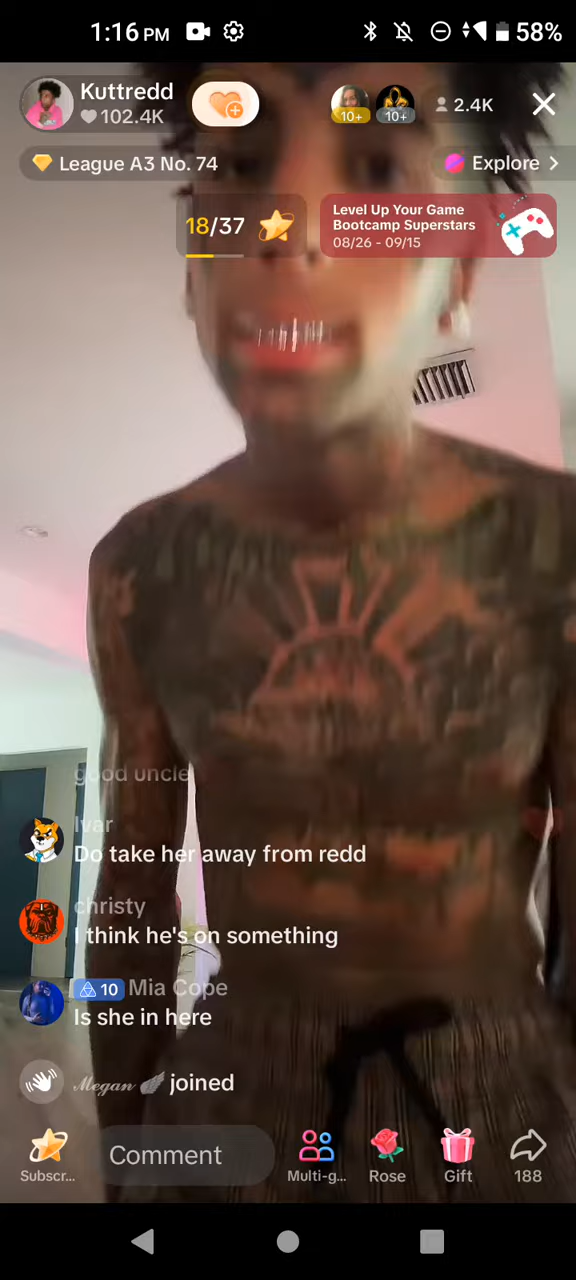 1:16 PM
58%
Kuttredd
102.4K
10+
10+
2.4K
League A3 No. 74
Explore >
18/37
Level Up Your Game
Bootcamp Superstars
08/26 - 09/15
good uncle
Ivar
Do take her away from redd
christy
I think he's on something
10 Mia Cope
Is she in here
Megan joined
Comment
Subscr...
Multi-g...
Rose
Gift
188